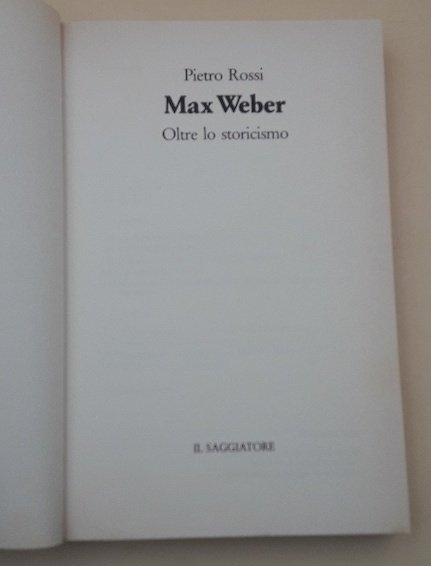 Pietro Rossi
Max Weber
Oltre lo storicismo
IL SAGGIATORE